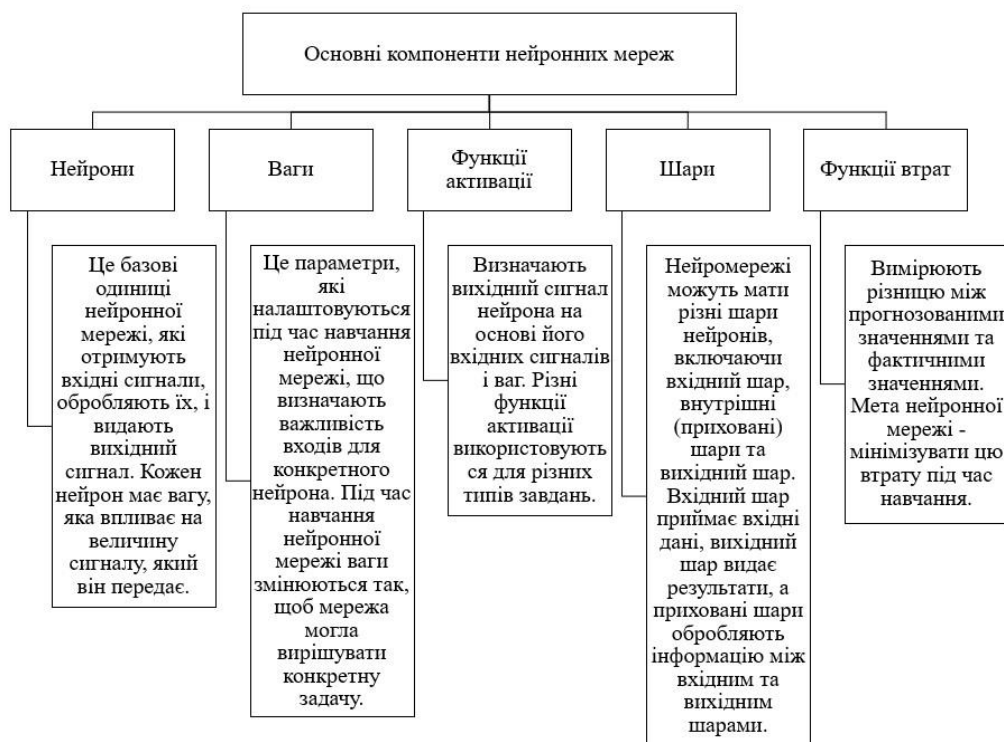 Основні компоненти нейронних мереж
Нейрони
Ваги
Функції
активації
Шари
Функції втрат
Це базові
одиниці
нейронної
мережі, які
отримують
вхідні сигнали,
обробляють їх, і
видають
вихідний
сигнал. Кожен
нейрон має вагу,
яка впливає на
величину
сигналу, який
він передає.
Це параметри,
які
налаштовуються
під час навчання
нейронної
мережі, що
визначають
важливість
входів для
конкретного
нейрона. Під час
навчання
нейронної
мережі ваги
змінюються так,
щоб мережа
могла
вирішувати
конкретну
задачу.
Визначають
вихідний сигнал
нейрона на
основі його
вхідних сигналів
і ваг. Різні
функції
активації
використовують
ся для різних
типів завдань.
Нейромережі
можуть мати
різні шари
нейронів,
включаючи
вхідний шар,
внутрішні
(приховані)
шари та
вихідний шар.
Вхідний шар
приймає вхідні
дані, вихідний
шар видає
результати, а
приховані шари
обробляють
інформацію між
вхідним та
вихідним
шарами.
Вимірюють
різницю між
прогнозованими
значеннями та
фактичними
значеннями.
Мета нейронної
мережі -
мінімізувати цю
втрату під час
навчання.